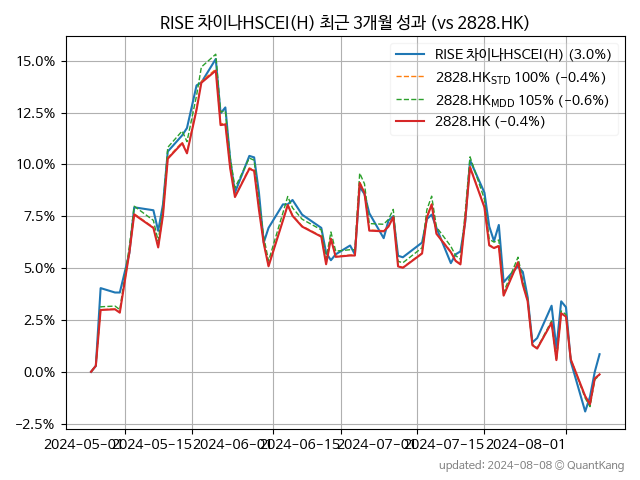 RISE 차이나HSCEI(H) 최근 3개월 성과 (vs 2828.HK)
RISE 차이나HSCEI(H) (3.0%)
2828.HK_STD 100% (−0.4%)
2828.HK_MDD 105% (−0.6%)
2828.HK (−0.4%)
15.0%
12.5%
10.0%
7.5%
5.0%
2.5%
0.0%
−2.5%
2024-05-01 2024-05-15 2024-06-01 2024-06-15 2024-07-01 2024-07-15 2024-08-01
updated: 2024-08-08 © QuantKang